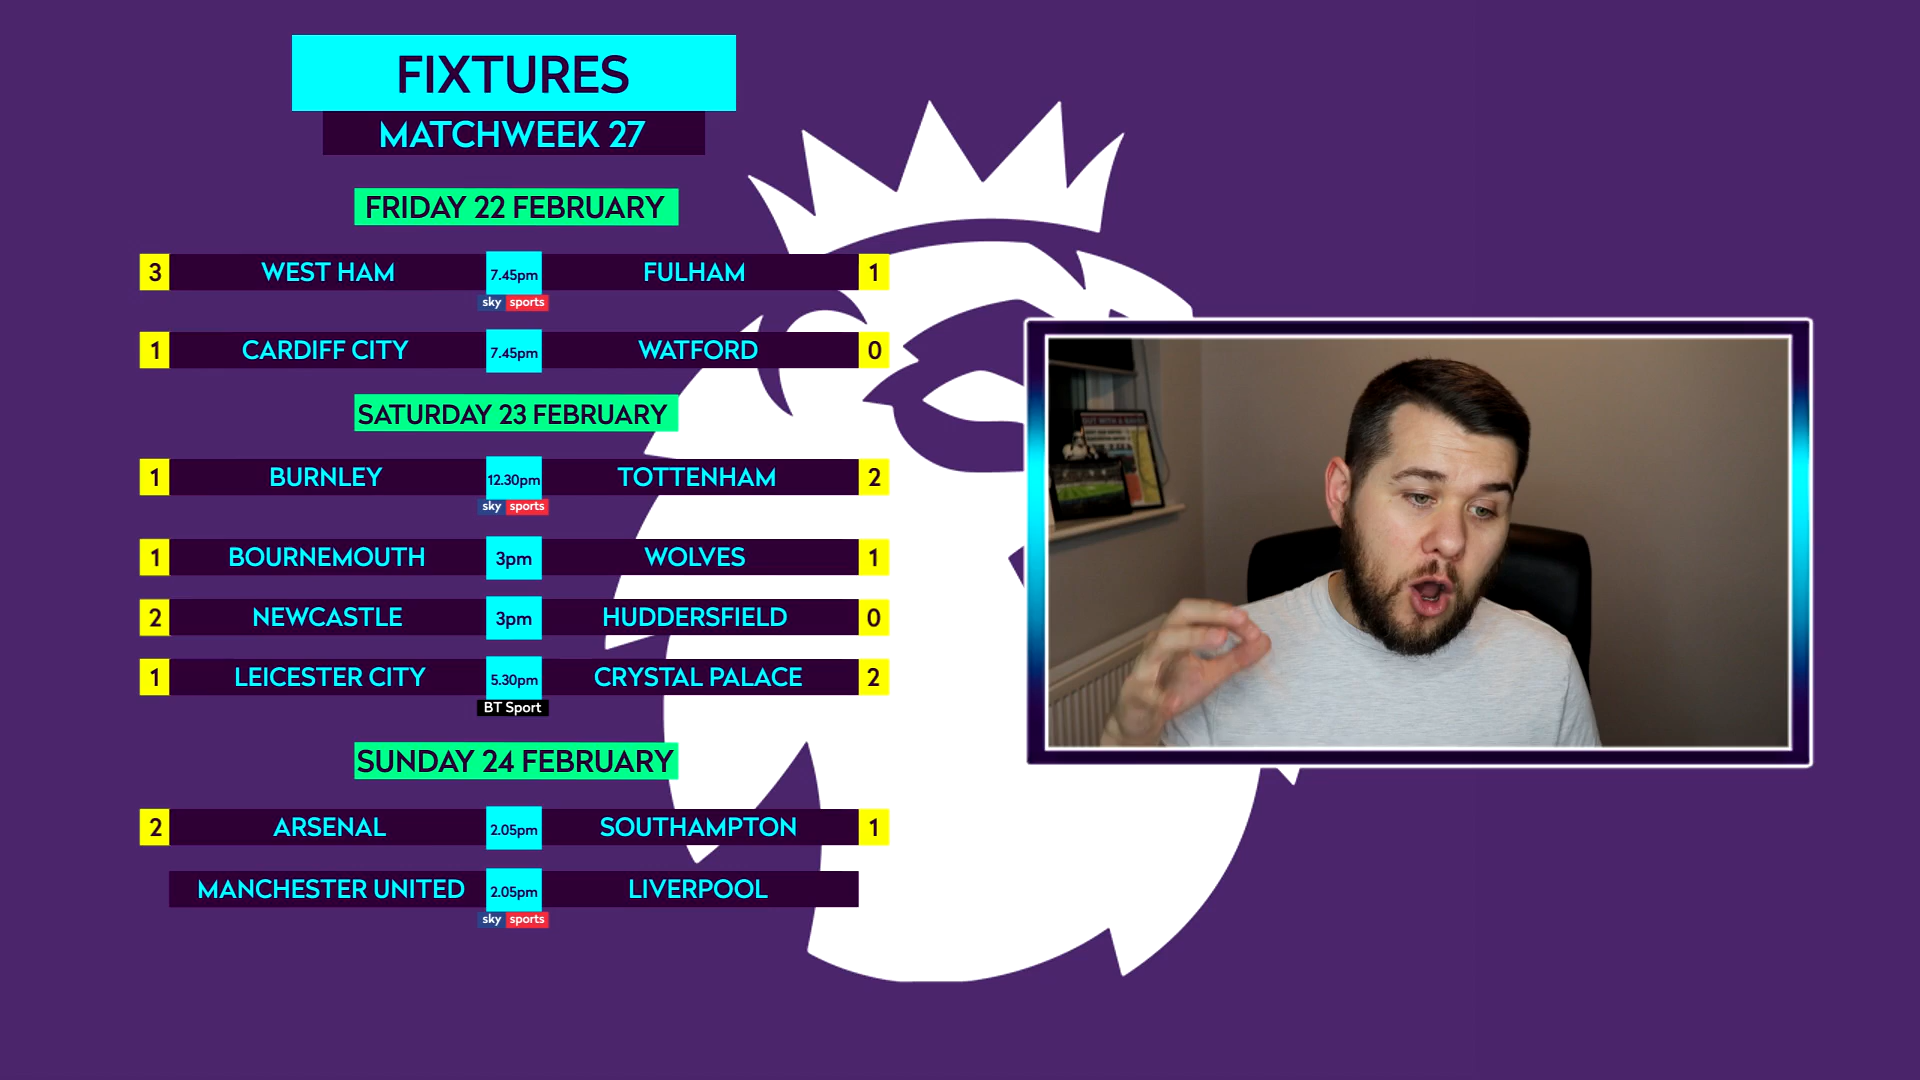 FIXTURES
MATCHWEEK 27
FRIDAY 22 FEBRUARY
3 WEST HAM 7.45pm FULHAM 1
sky sports
1 CARDIFF CITY 7.45pm WATFORD 0
SATURDAY 23 FEBRUARY
1 BURNLEY 12.30pm TOTTENHAM 2
sky sports
1 BOURNEMOUTH 3pm WOLVES 1
2 NEWCASTLE 3pm HUDDERSFIELD 0
1 LEICESTER CITY 5.30pm CRYSTAL PALACE 2
BT Sport
SUNDAY 24 FEBRUARY
2 ARSENAL 2.05pm SOUTHAMPTON 1
MANCHESTER UNITED 2.05pm LIVERPOOL
sky sports